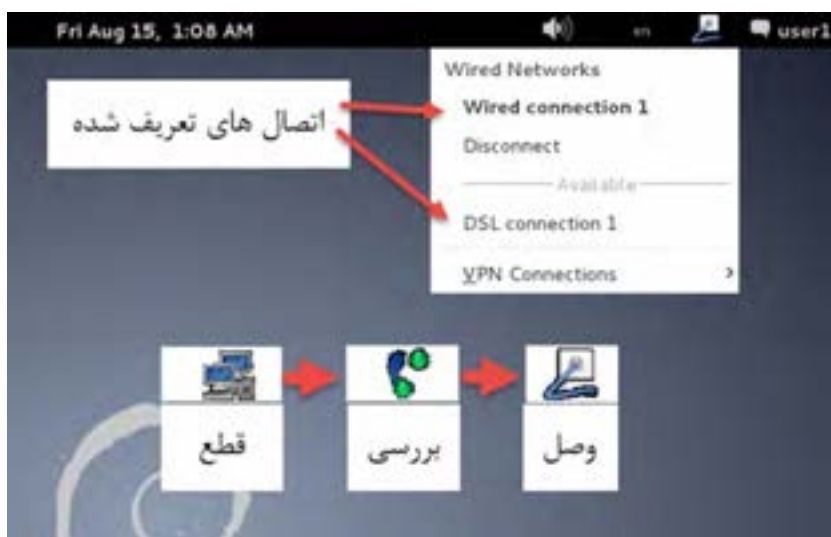 Fri Aug 15, 1:08 AM
en
user1
Wired Networks
Wired connection 1
Disconnect
Available
DSL connection 1
VPN Connections
اتصال های تعریف شده
قطع
بررسی
وصل